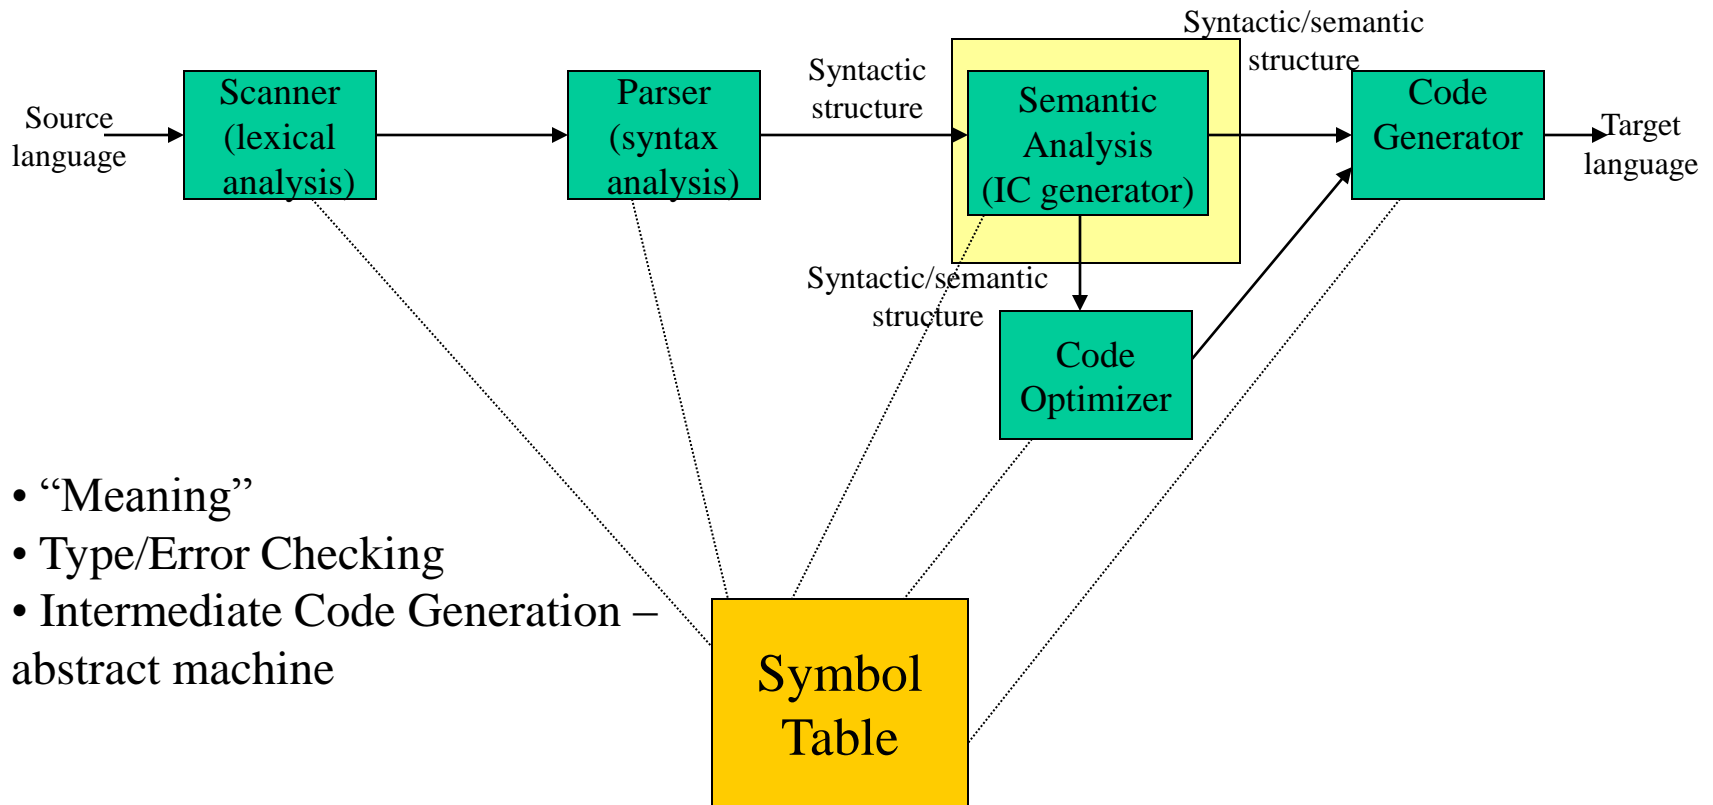 Source
language
Scanner
(lexical
analysis)
Parser
(syntax
analysis)
Syntactic
structure
Semantic
Analysis
(IC generator)
Syntactic/semantic
structure
Code
Generator
Target
language
Syntactic/semantic
structure
Code
Optimizer
• “Meaning”
• Type/Error Checking
• Intermediate Code Generation –
abstract machine
Symbol
Table